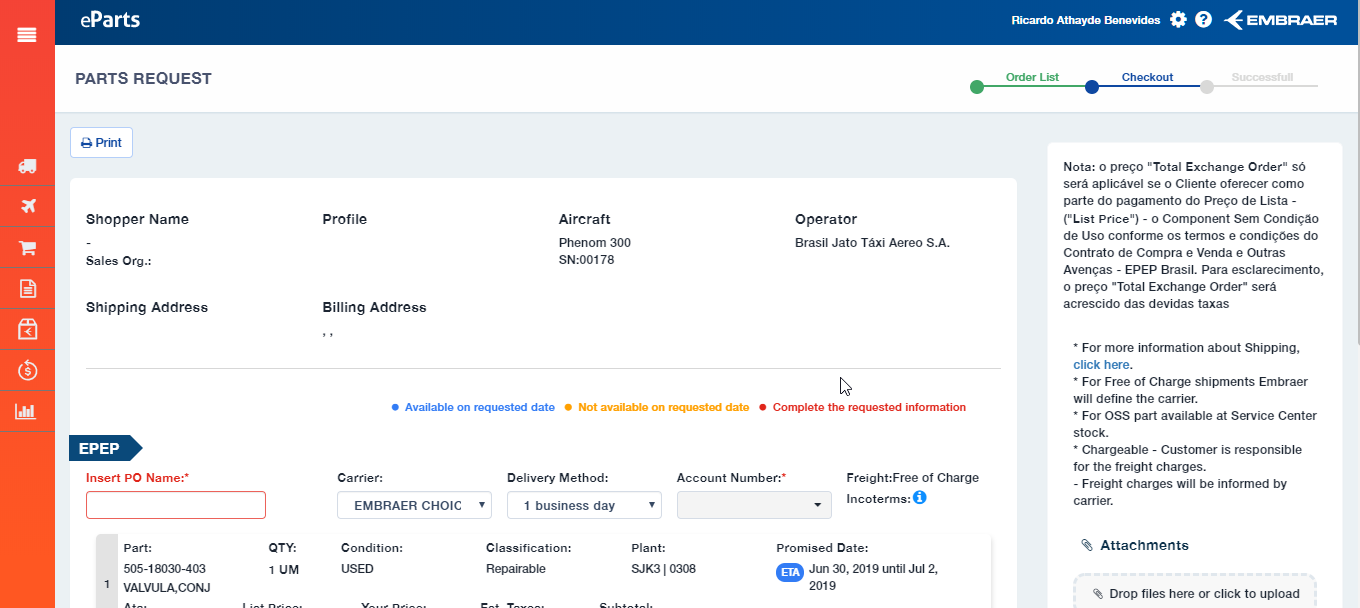 eParts
Ricardo Athayde Benevides
EMBRAER
PARTS REQUEST
Order List
Checkout
Successfull
Print
Shopper Name
-
Sales Org.:
Profile
Aircraft
Phenom 300
SN:00178
Operator
Brasil Jato Táxi Aereo S.A.
Shipping Address
Billing Address
, ,
Available on requested date
Not available on requested date
Complete the requested information
EPEP
Insert PO Name:*
Carrier:
EMBRAER CHOIC
Delivery Method:
1 business day
Account Number:*
Freight:Free of Charge
Incoterms:
1
Part:
505-18030-403
VALVULA,CONJ
QTY:
1 UM
Condition:
USED
Classification:
Repairable
Plant:
SJK3 | 0308
Promised Date:
ETA
Jun 30, 2019 until Jul 2,
2019
Ata:
List Price:
Your Price:
Est. Taxes:
Subtotal:
Nota: o preço "Total Exchange Order" só
será aplicável se o Cliente oferecer como
parte do pagamento do Preço de Lista -
("List Price") - o Component Sem Condição
de Uso conforme os termos e condições do
Contrato de Compra e Venda e Outras
Avenças - EPEP Brasil. Para esclarecimento,
o preço "Total Exchange Order" será
acrescido das devidas taxas
* For more information about Shipping,
click here.
* For Free of Charge shipments Embraer
will define the carrier.
* For OSS part available at Service Center
stock.
* Chargeable - Customer is responsible
for the freight charges.
- Freight charges will be informed by
carrier.
Attachments
Drop files here or click to upload